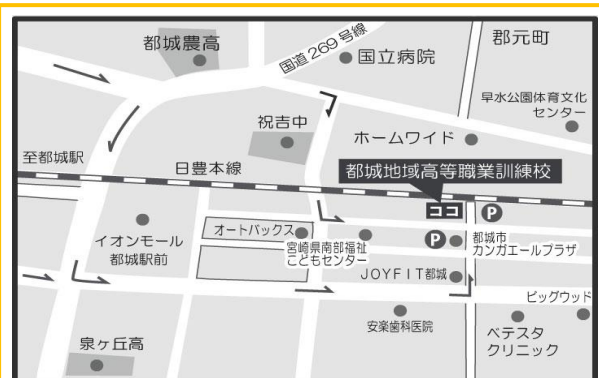 都城農高
国道269号線
国立病院
郡元町
早水公園体育文化
センター
祝吉中
ホームワイド
至都城駅
日豊本線
都城地域高等職業訓練校
ココ
P
オートバックス
イオンモール
都城駅前
宮崎県南部福祉
こどもセンター
P
都城市
カンガエールプラザ
JOYFIT都城
ビッグウッド
安楽歯科医院
ベテスタ
クリニック
泉ヶ丘高